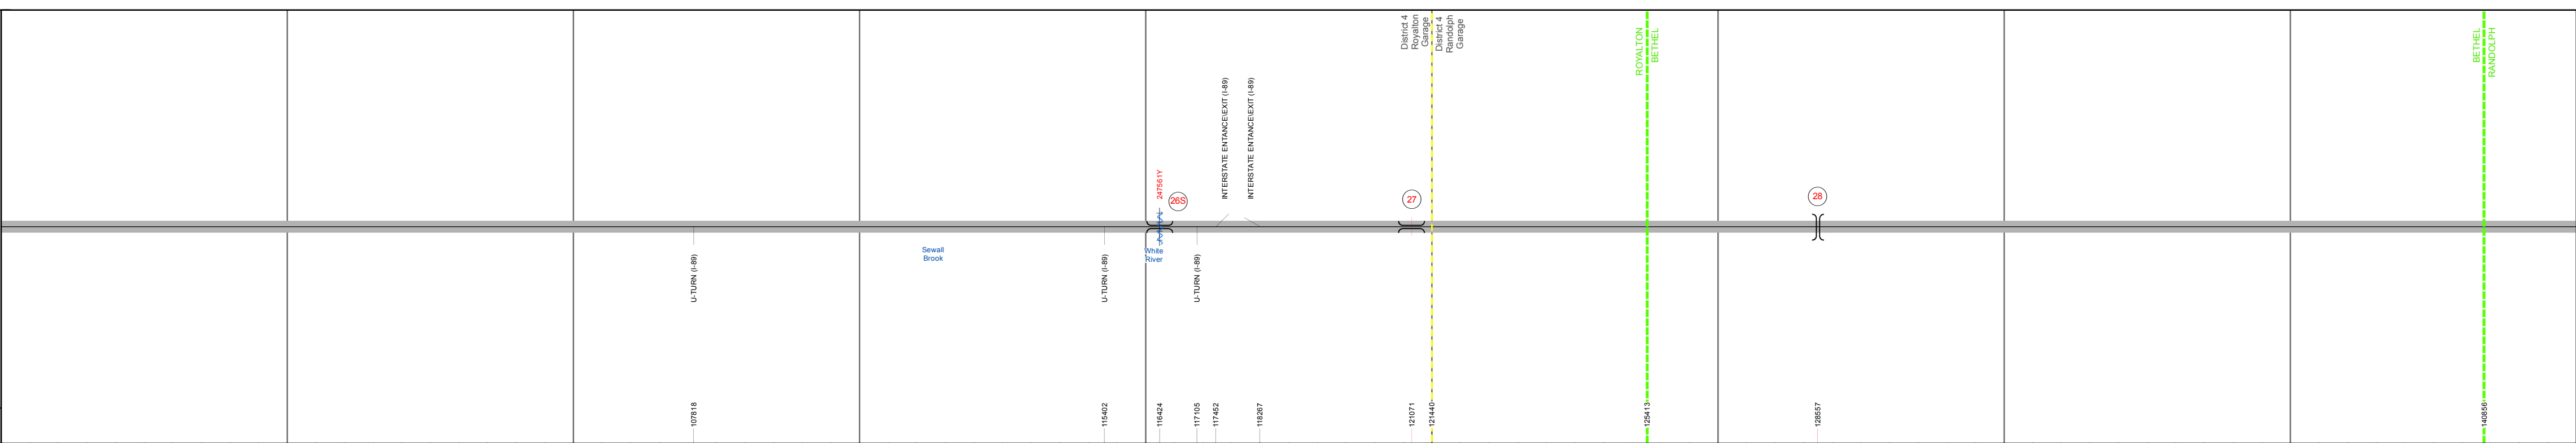 District 4
Royalton
Garage
District 4
Randolph
Garage
ROYALTON
BETHEL
BETHEL
RANDOLPH
INTERSTATE ENTANCE\EXIT (I-89)
INTERSTATE ENTANCE\EXIT (I-89)
247561Y
26S
27
28
Sewall
Brook
White
River
U-TURN (I-89)
U-TURN (I-89)
U-TURN (I-89)
107818
115402
116424
117105
117452
118267
121071
121440
125413
128557
140856